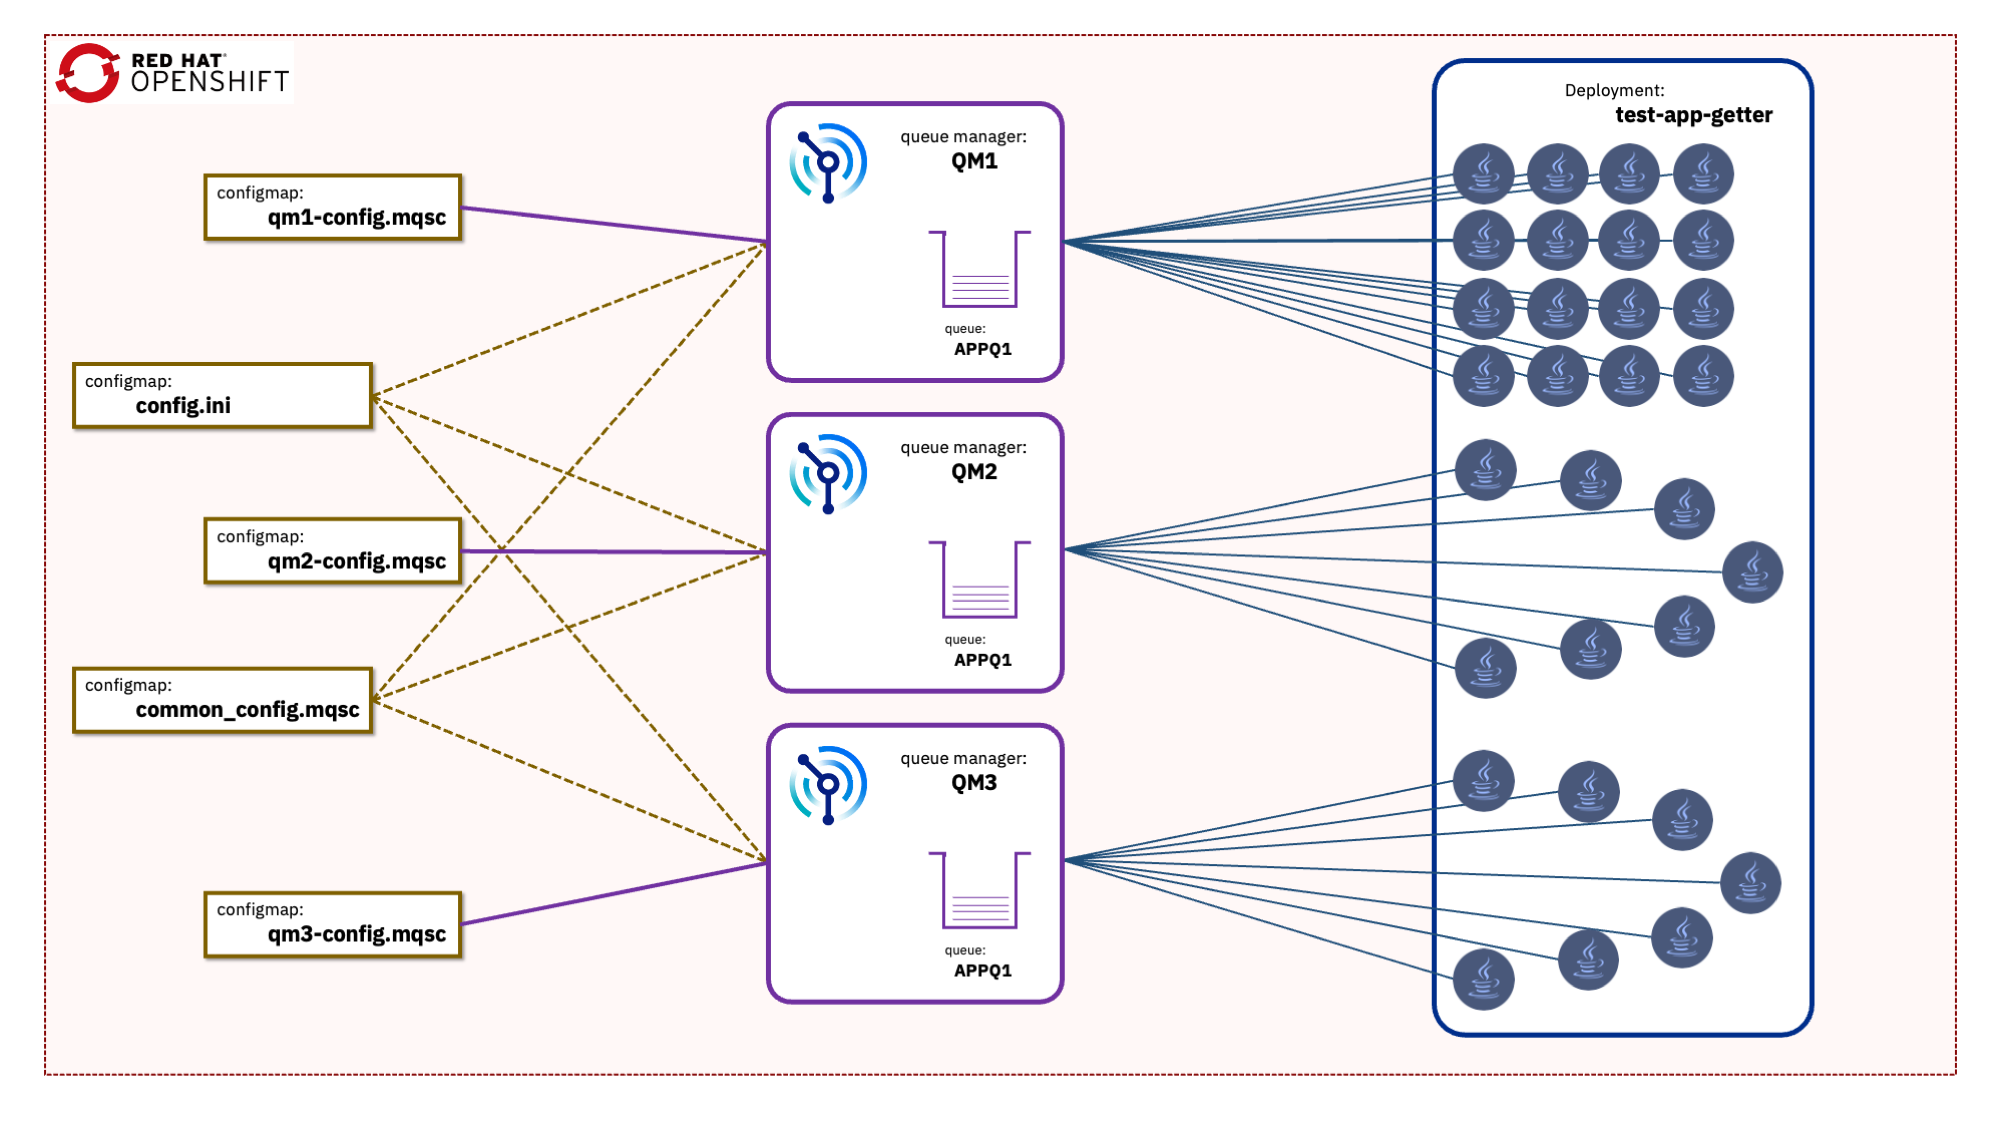 RED HAT®
OPENSHIFT
configmap:
qm1-config.mqsc
configmap:
config.ini
configmap:
qm2-config.mqsc
configmap:
common_config.mqsc
configmap:
qm3-config.mqsc
queue manager:
QM1
queue:
APPQ1
queue manager:
QM2
queue:
APPQ1
queue manager:
QM3
queue:
APPQ1
Deployment:
test-app-getter